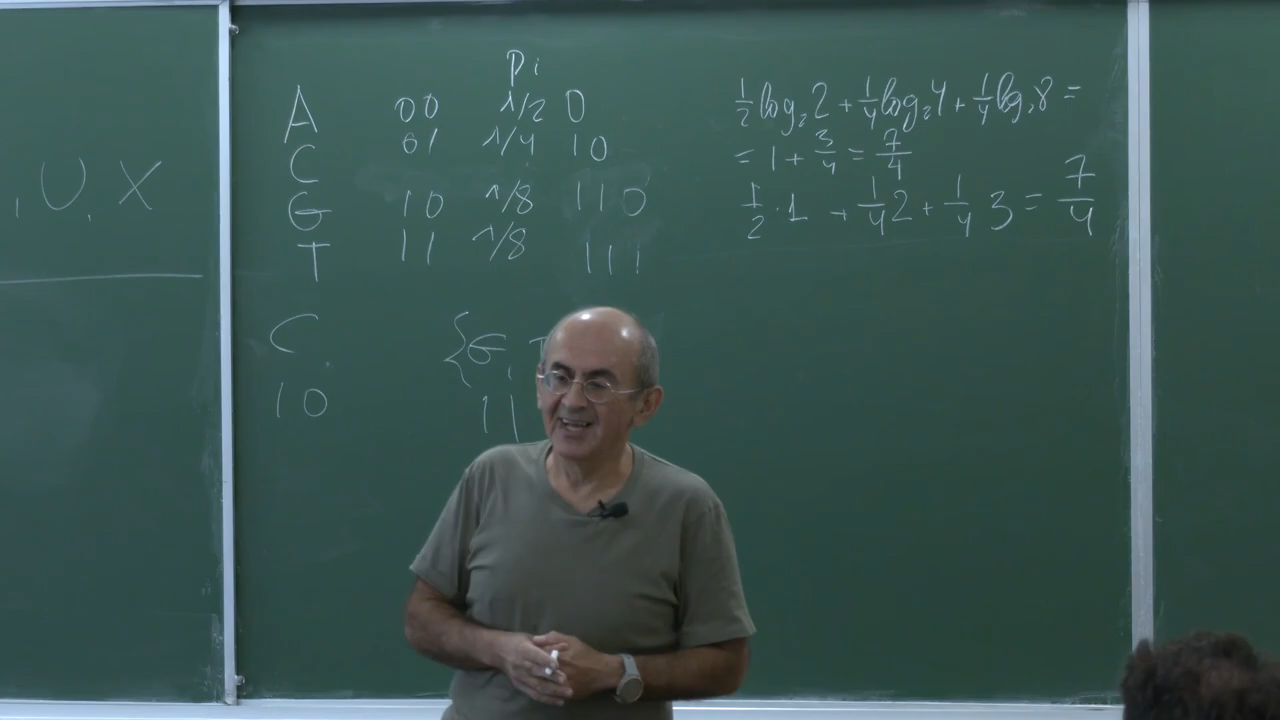 , U, X
Pi
A 00 1/2 0
C 01 1/4 10
G 10 1/8 110
T 11 1/8 111
C {G, T
10 11
1/2 log₂ 2 + 1/4 log₂ 4 + 1/4 log₂ 8 =
= 1 + 3/4 = 7/4
1/2 · 1 + 1/4 2 + 1/4 3 = 7/4